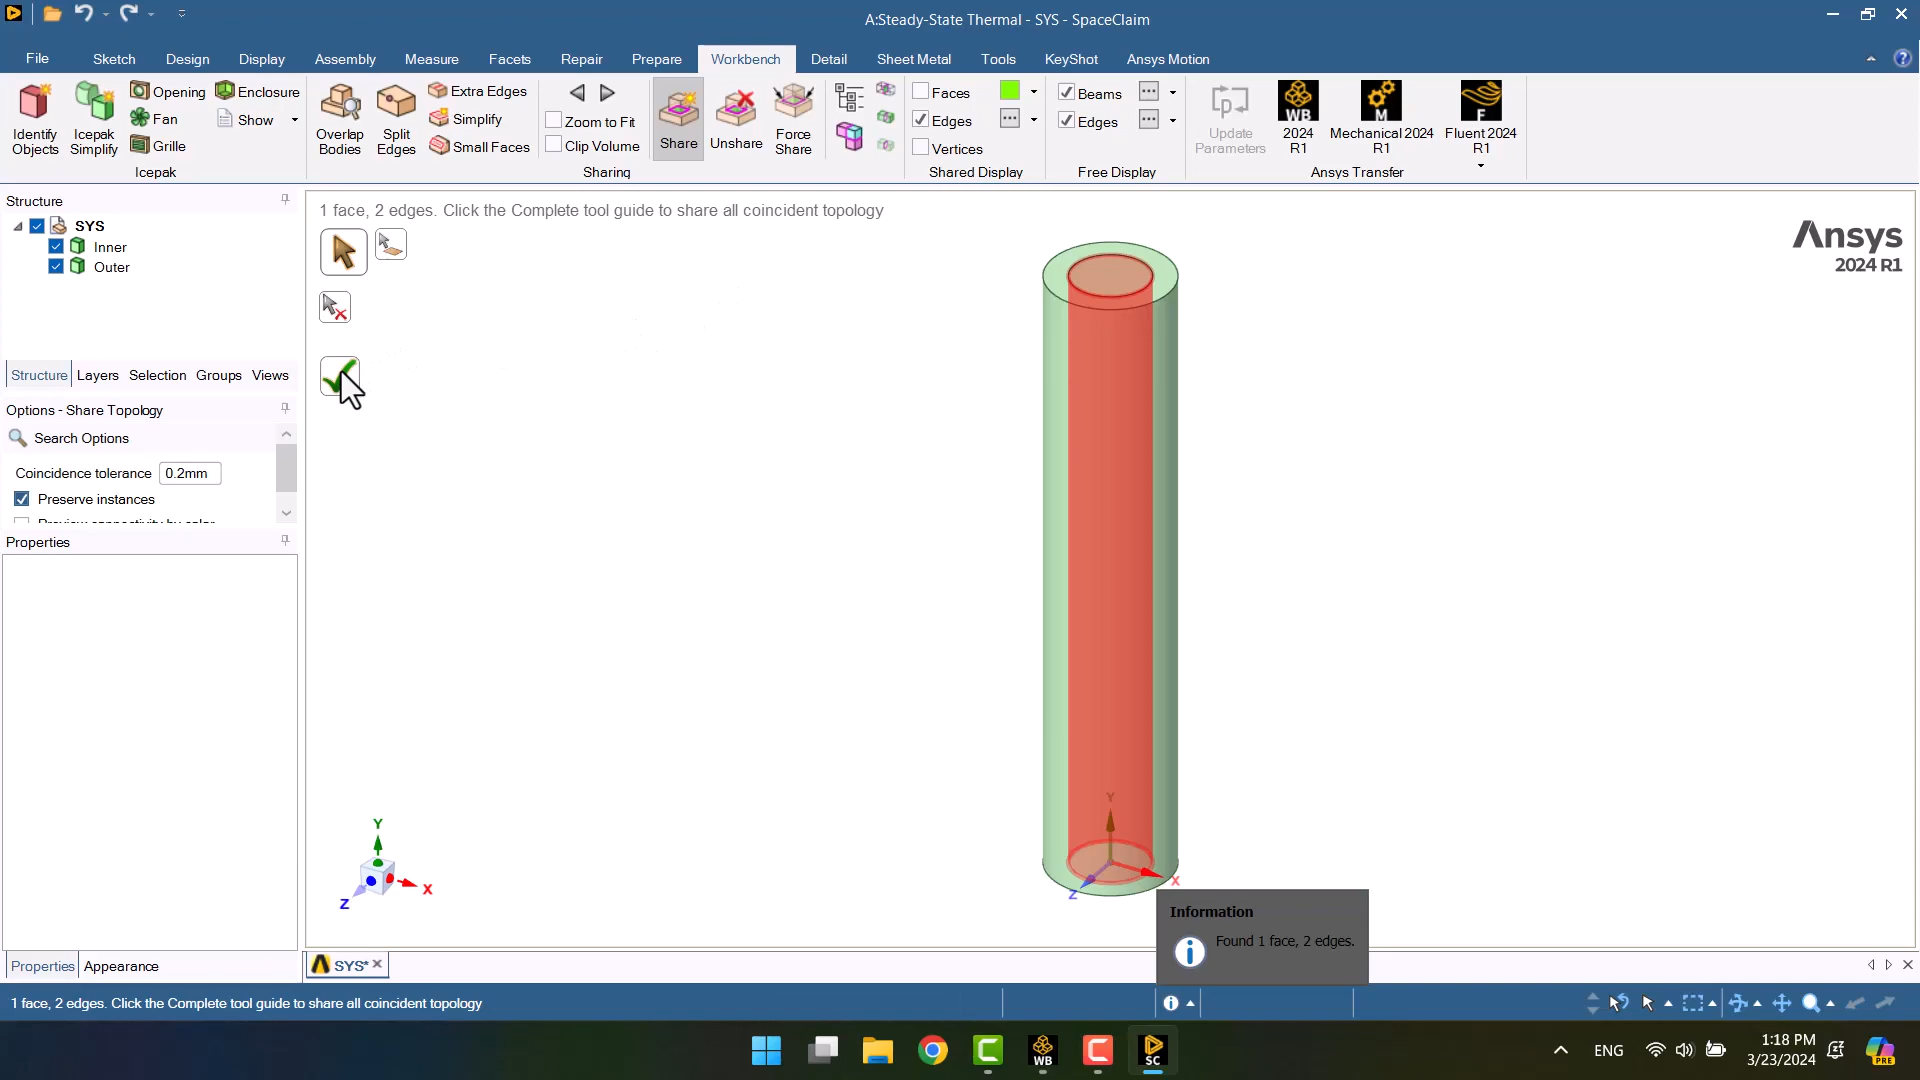 A:Steady-State Thermal - SYS - SpaceClaim
File Sketch Design Display Assembly Measure Facets Repair Prepare Workbench Detail Sheet Metal Tools KeyShot Ansys Motion
Identify Objects
Icepak Simplify
Opening
Fan
Grille
Enclosure
Show
Icepak
Overlap Bodies
Split Edges
Extra Edges
Simplify
Small Faces
Zoom to Fit
Clip Volume
Share
Unshare
Force Share
Sharing
Faces
Edges
Vertices
Shared Display
Beams
Edges
Free Display
Update Parameters
WB
2024 R1
M
Mechanical 2024 R1
F
Fluent 2024 R1
Ansys Transfer
Structure
SYS
Inner
Outer
Structure Layers Selection Groups Views
Options - Share Topology
Search Options
Coincidence tolerance 0.2mm
Preserve instances
Properties
Properties Appearance
1 face, 2 edges. Click the Complete tool guide to share all coincident topology
Ansys
2024 R1
Y
X
Z
Y
X
Z
Information
Found 1 face, 2 edges.
SYS*
1 face, 2 edges. Click the Complete tool guide to share all coincident topology
WB
SC
ENG
1:18 PM
3/23/2024
PRE